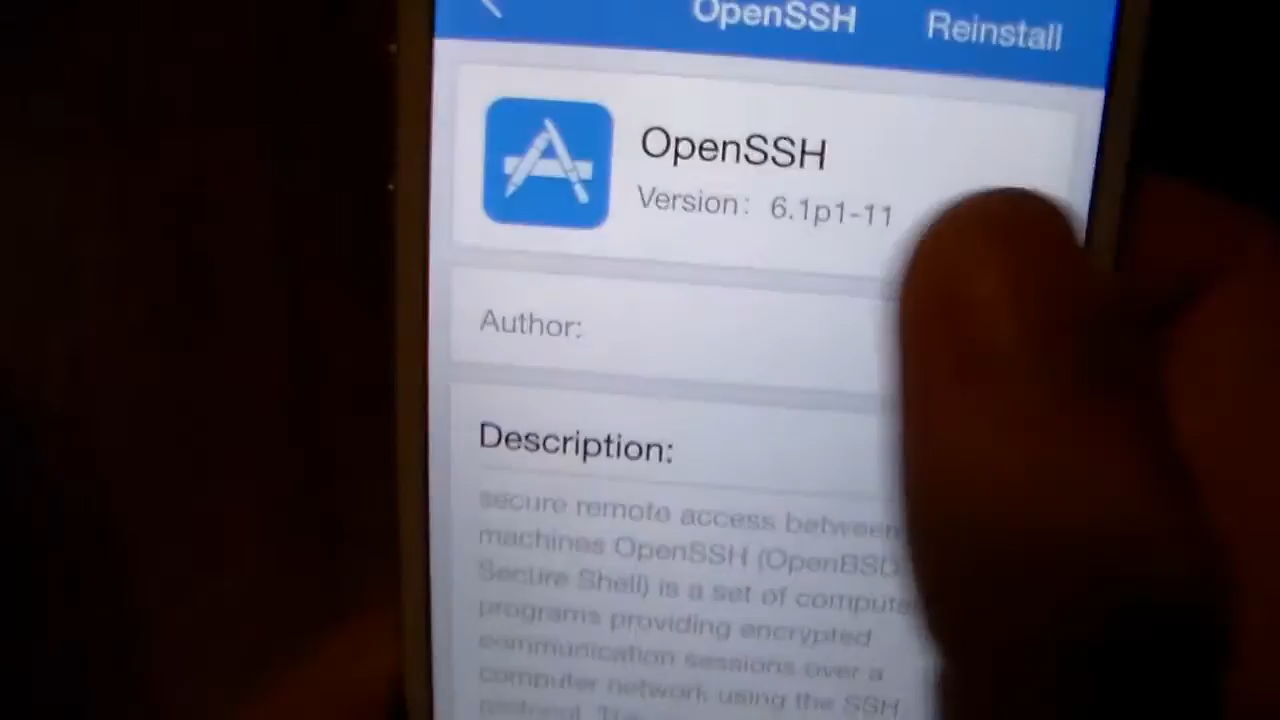 OpenSSH
Reinstall
OpenSSH
Version: 6.1p1-11
Author:
Description:
secure remote access between
machines OpenSSH (OpenBSD
Secure Shell) is a set of computer
programs providing encrypted
communication sessions over a
computer network using the SSH